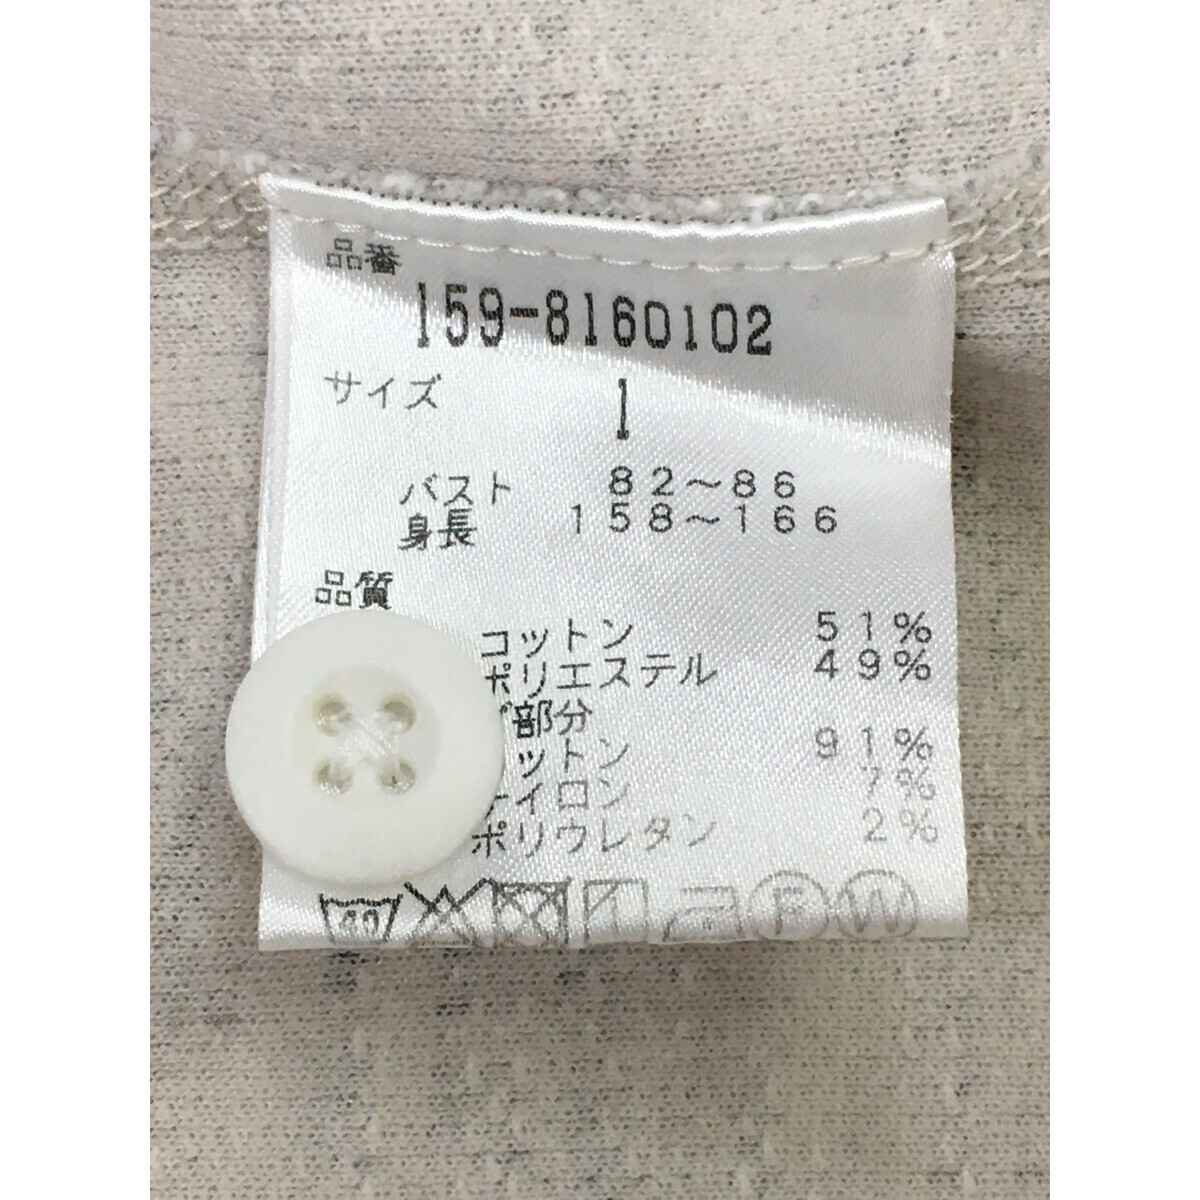 品番
159-8160102
サイズ 1
バスト 82～86
身長 158～166
品質
コットン 51%
ポリエステル 49%
部分
ットン 91%
ナイロン 7%
ポリウレタン 2%
40
F W